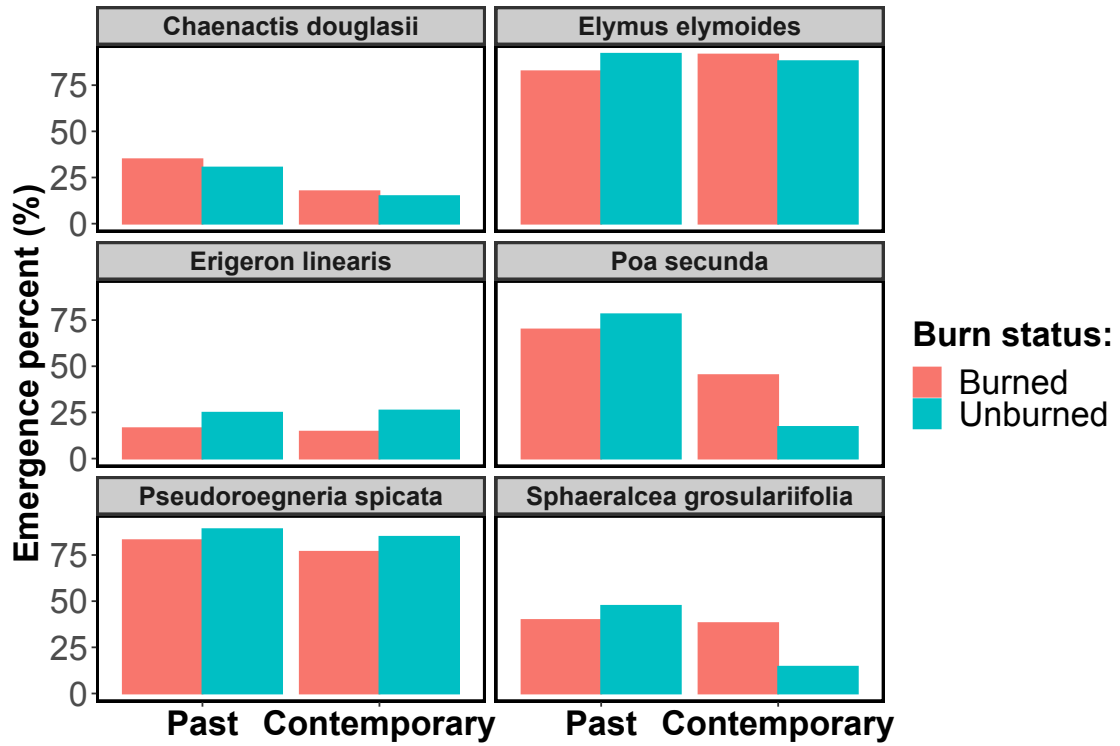 Chaenactis douglasii
Elymus elymoides
75
50
25
0
Erigeron linearis
Poa secunda
75
50
25
0
Pseudoroegneria spicata
Sphaeralcea grosulariifolia
75
50
25
0
Past Contemporary
Past Contemporary
Emergence percent (%)
Burn status:
Burned
Unburned